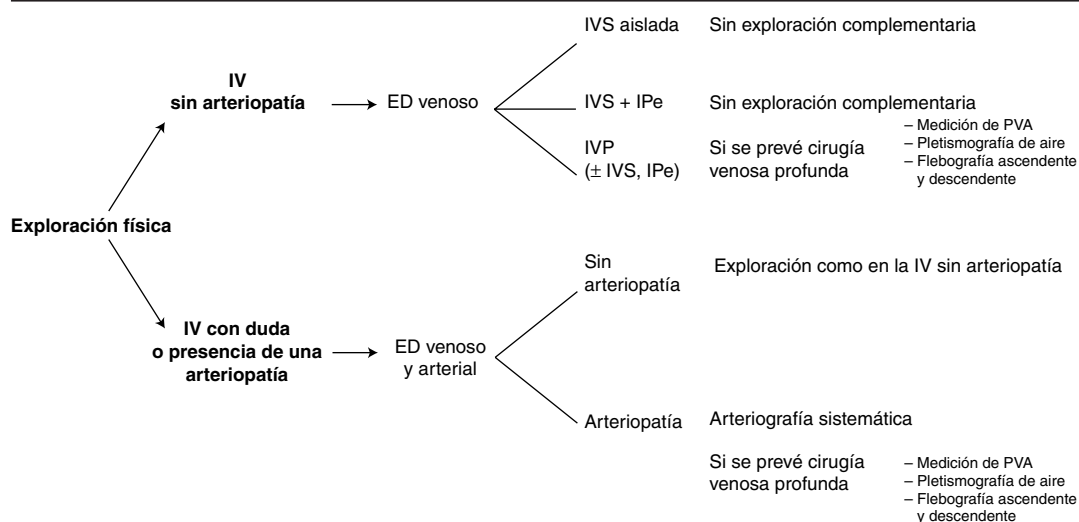 IVS aislada Sin exploración complementaria
IV
sin arteriopatía
ED venoso
IVS + IPe Sin exploración complementaria
IVP
(± IVS, IPe)
Si se prevé cirugía
venosa profunda
– Medición de PVA
– Pletismografía de aire
– Flebografía ascendente
y descendente
Exploración física
Sin
arteriopatía
Exploración como en la IV sin arteriopatía
IV con duda
o presencia de una
arteriopatía
ED venoso
y arterial
Arteriopatía Arteriografía sistemática
Si se prevé cirugía
venosa profunda
– Medición de PVA
– Pletismografía de aire
– Flebografía ascendente
y descendente